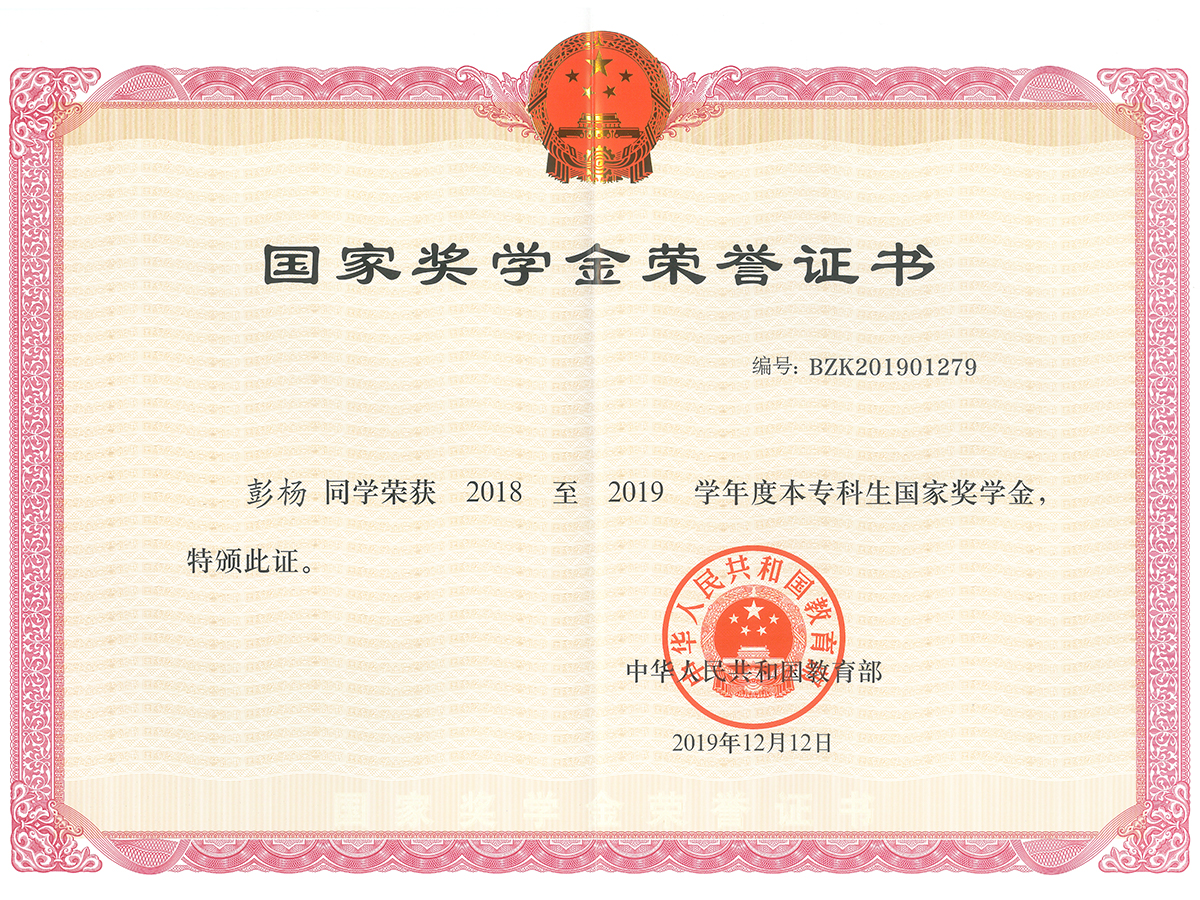 国家奖学金荣誉证书
编号: BZK201901279
彭杨 同学荣获 2018 至 2019 学年度本专科生国家奖学金，
特颁此证。
中华人民共和国教育部
中华人民共和国教育部
2019年12月12日
国家奖学金荣誉证书